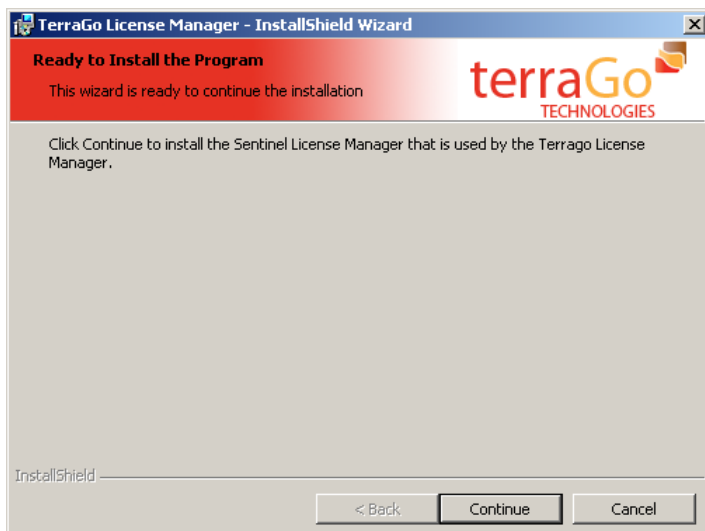 TerraGo License Manager - InstallShield Wizard
Ready to Install the Program
This wizard is ready to continue the installation
terraGo
TECHNOLOGIES
Click Continue to install the Sentinel License Manager that is used by the Terrago License
Manager.
InstallShield
< Back
Continue
Cancel